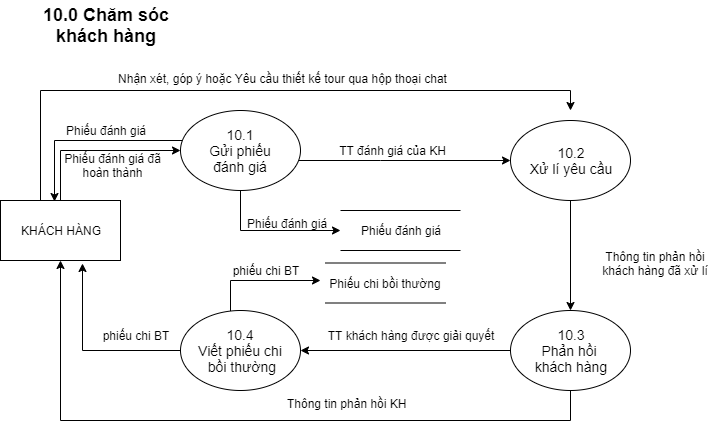 10.0 Chăm sóc
khách hàng
Nhận xét, góp ý hoặc Yêu cầu thiết kế tour qua hộp thoại chat
Phiếu đánh giá
Phiếu đánh giá đã
hoàn thành
10.1
Gửi phiếu
đánh giá
TT đánh giá của KH
10.2
Xử lí yêu cầu
KHÁCH HÀNG
Phiếu đánh giá
Phiếu đánh giá
Thông tin phản hồi
khách hàng đã xử lí
phiếu chi BT
Phiếu chi bồi thường
phiếu chi BT
10.4
Viết phiếu chi
bồi thường
TT khách hàng được giải quyết
10.3
Phản hồi
khách hàng
Thông tin phản hồi KH